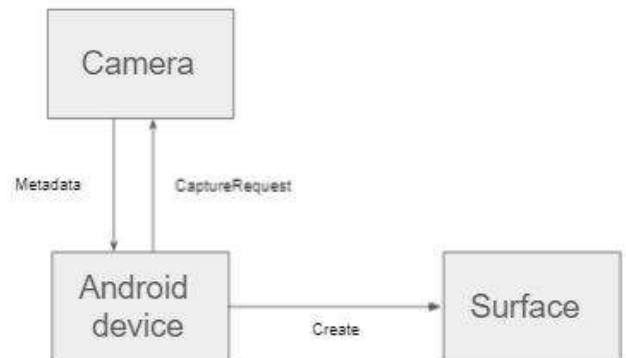 Camera
Metadata
CaptureRequest
Android
device
Surface
Create